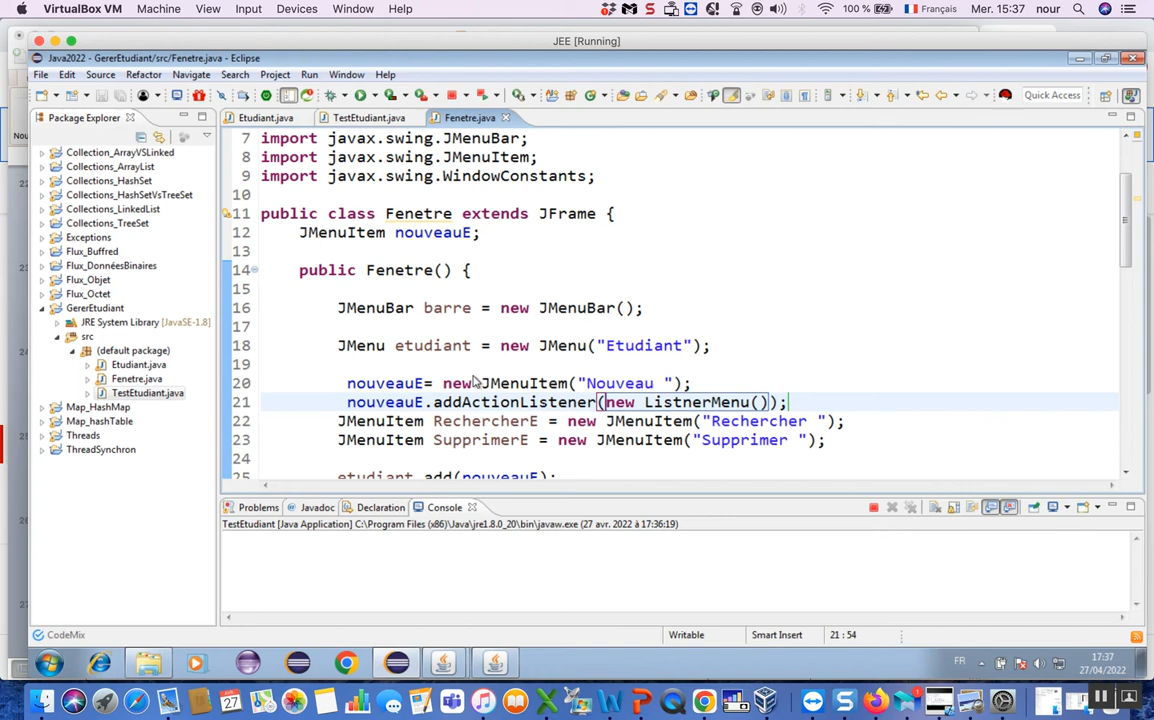 VirtualBox VM Machine View Input Devices Window Help 100 % Français Mer. 15:37 nour
JEE [Running]
Java2022 - GererEtudiant/src/Fenetre.java - Eclipse
File Edit Source Refactor Navigate Search Project Run Window Help
Quick Access
Package Explorer
Etudiant.java TestEtudiant.java Fenetre.java
Collections_ArrayVSLinked
Collections_ArrayList
Collections_HashSet
Collections_HashSetVsTreeSet
Collections_LinkedList
Collections_TreeSet
Exceptions
Flux_Buffred
Flux_DonnéesBinaires
Flux_Objet
Flux_Octet
GererEtudiant
JRE System Library [JavaSE-1.8]
src
(default package)
Etudiant.java
Fenetre.java
TestEtudiant.java
Map_HashMap
Map_hashTable
Threads
ThreadSynchron
7 import javax.swing.JMenuBar;
8 import javax.swing.JMenuItem;
9 import javax.swing.WindowConstants;
10
11 public class Fenetre extends JFrame {
12 JMenuItem nouveauE;
13
14 public Fenetre() {
16 JMenuBar barre = new JMenuBar();
17
18 JMenu etudiant = new JMenu("Etudiant");
19
20 nouveauE= new JMenuItem("Nouveau ");
21 nouveauE.addActionListener(new ListnerMenu());
22 JMenuItem RechercherE = new JMenuItem("Rechercher ");
23 JMenuItem SupprimerE = new JMenuItem("Supprimer ");
24
25 etudiant.add(nouveauE);
Problems Javadoc Declaration Console
TestEtudiant [Java Application] C:\Program Files (x86)\Java\jre1.8.0_20\bin\javaw.exe (27 avr. 2022 à 17:36:19)
CodeMix Writable Smart Insert 21 : 54
FR 17:37
27/04/2022